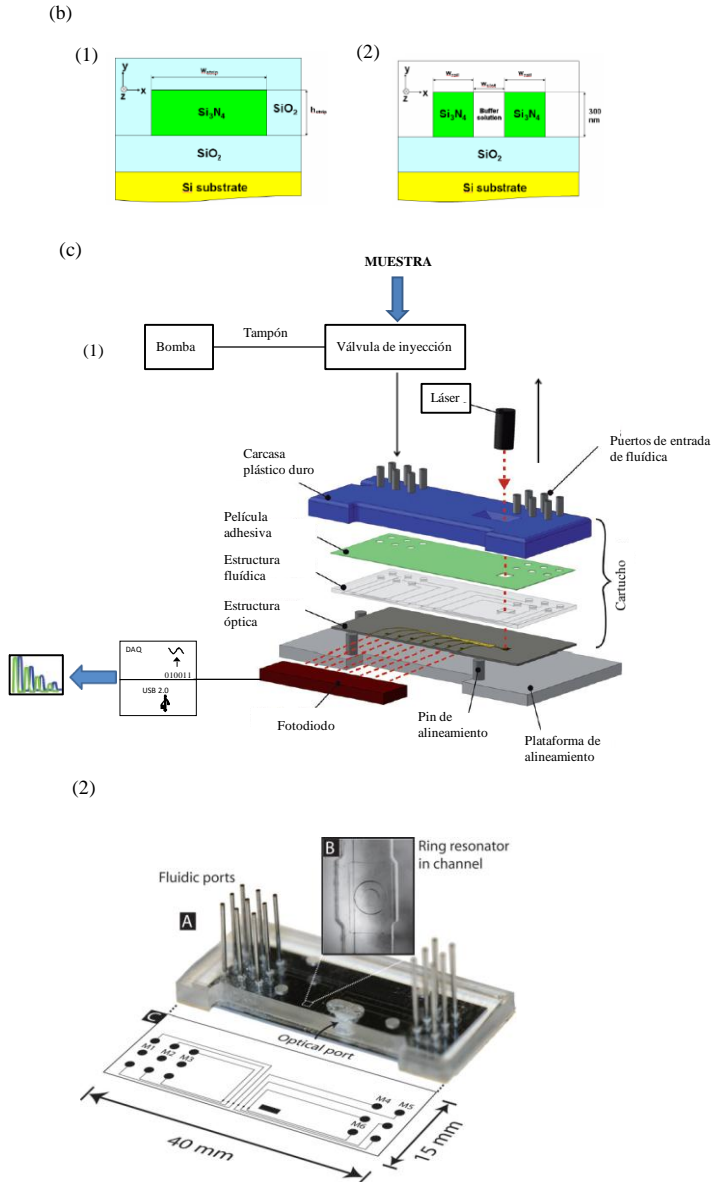 (b)
(1)
(2)
y
w_strip
z
x
Si₃N₄
SiO₂
h_strip
SiO₂
Si substrate
y
w_rail
w_slot
w_rail
z
x
Si₃N₄
Buffer
solution
Si₃N₄
300
nm
SiO₂
Si substrate
(c)
MUESTRA
(1)
Bomba
Tampón
Válvula de inyección
Láser
Puertos de entrada
de fluídica
Carcasa
plástico duro
Película
adhesiva
Estructura
fluídica
Estructura
óptica
Cartucho
DAQ
010011
USB 2.0
Fotodiodo
Pin de
alineamiento
Plataforma de
alineamiento
(2)
B
Ring resonator
in channel
Fluidic ports
A
C
Optical port
M1
M2
M3
M4
M5
M6
40 mm
15 mm